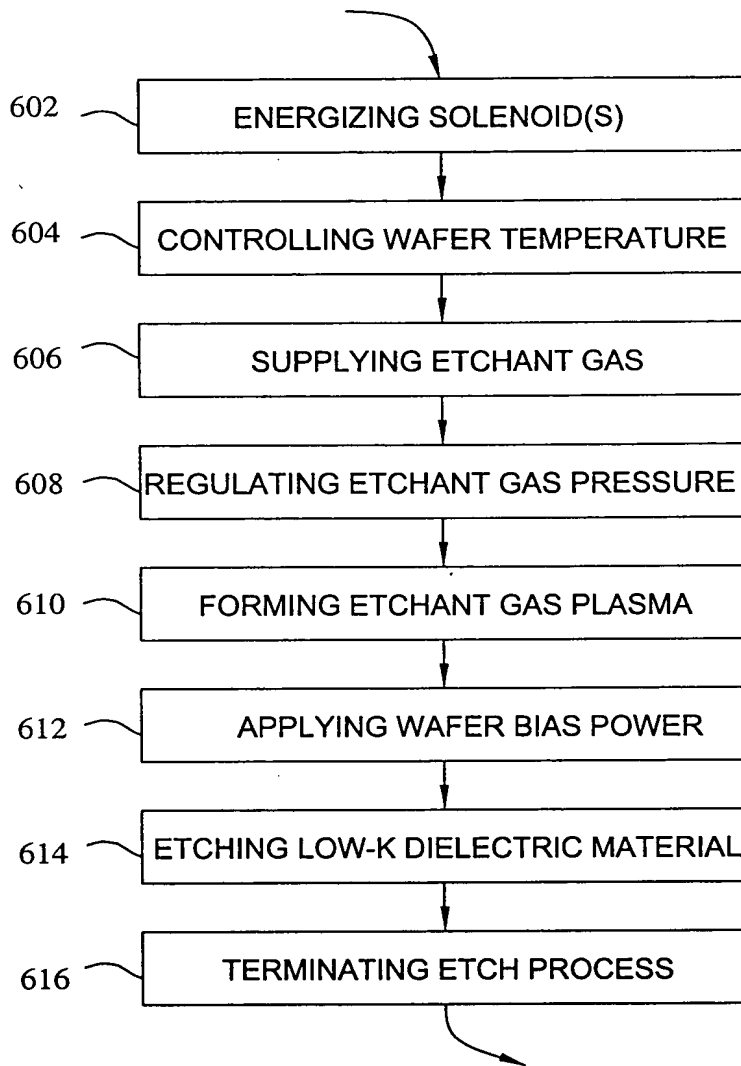 602 ENERGIZING SOLENOID(S)
604 CONTROLLING WAFER TEMPERATURE
606 SUPPLYING ETCHANT GAS
608 REGULATING ETCHANT GAS PRESSURE
610 FORMING ETCHANT GAS PLASMA
612 APPLYING WAFER BIAS POWER
614 ETCHING LOW-K DIELECTRIC MATERIAL
616 TERMINATING ETCH PROCESS